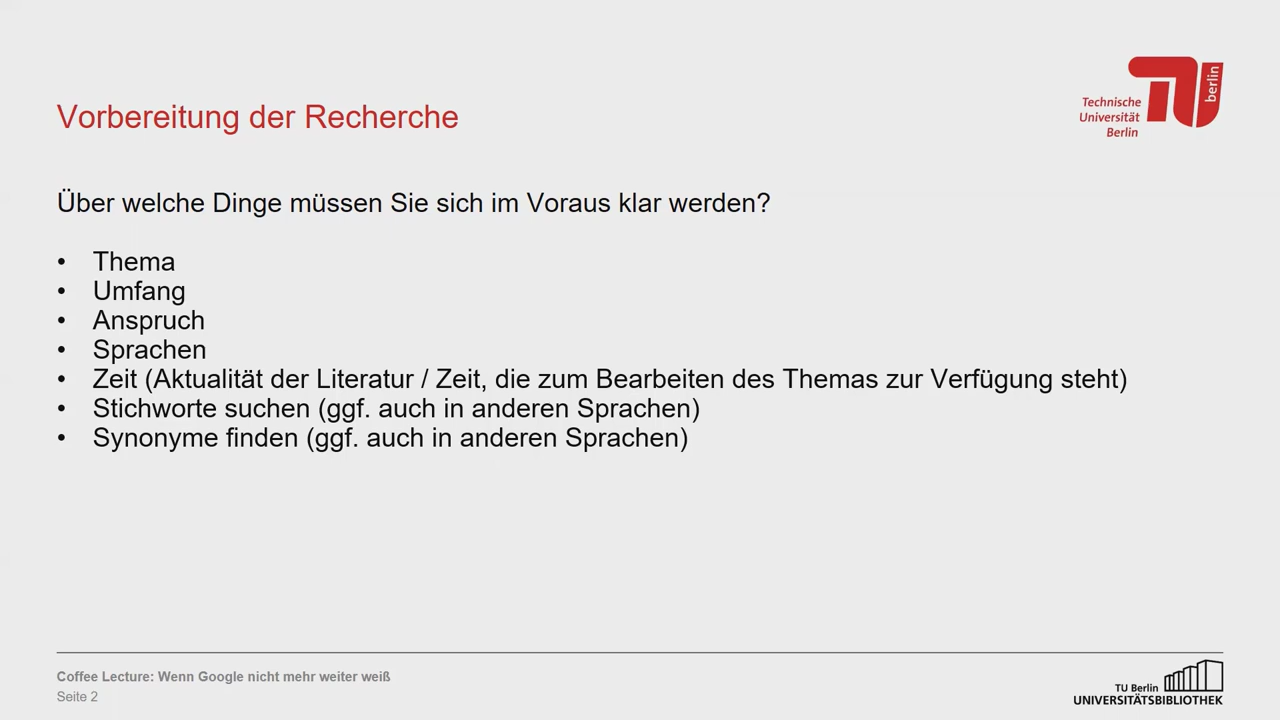 Technische
Universität
Berlin
berlin
Vorbereitung der Recherche
Über welche Dinge müssen Sie sich im Voraus klar werden?
• Thema
• Umfang
• Anspruch
• Sprachen
• Zeit (Aktualität der Literatur / Zeit, die zum Bearbeiten des Themas zur Verfügung steht)
• Stichworte suchen (ggf. auch in anderen Sprachen)
• Synonyme finden (ggf. auch in anderen Sprachen)
Coffee Lecture: Wenn Google nicht mehr weiter weiß
Seite 2
TU Berlin
UNIVERSITÄTSBIBLIOTHEK